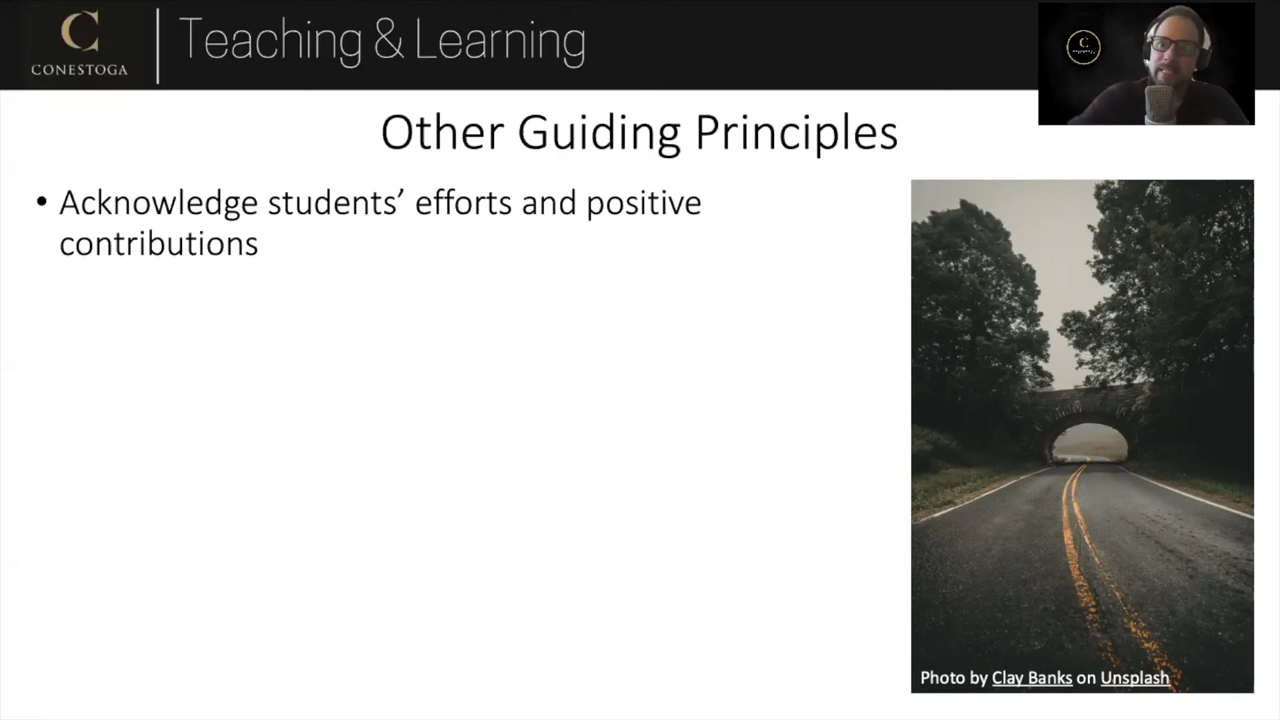 C
CONESTOGA
Teaching & Learning
C
Other Guiding Principles
• Acknowledge students’ efforts and positive
contributions
Photo by Clay Banks on Unsplash